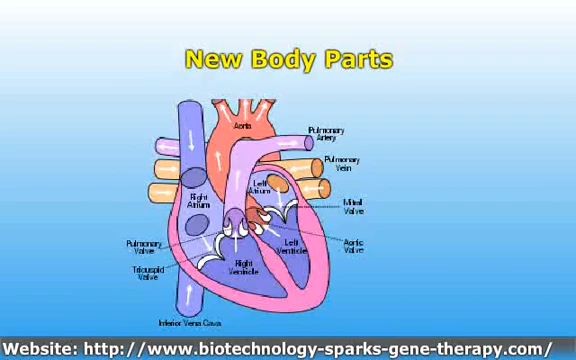 New Body Parts
Aorta
Pulmonary
Artery
Pulmonary
Vein
Left
Atrium
Right
Atrium
Mitral
Valve
Pulmonary
Valve
Aortic
Valve
Left
Ventricle
Tricuspid
Valve
Right
Ventricle
Inferior Vena Cava
Website: http://www.biotechnology-sparks-gene-therapy.com/